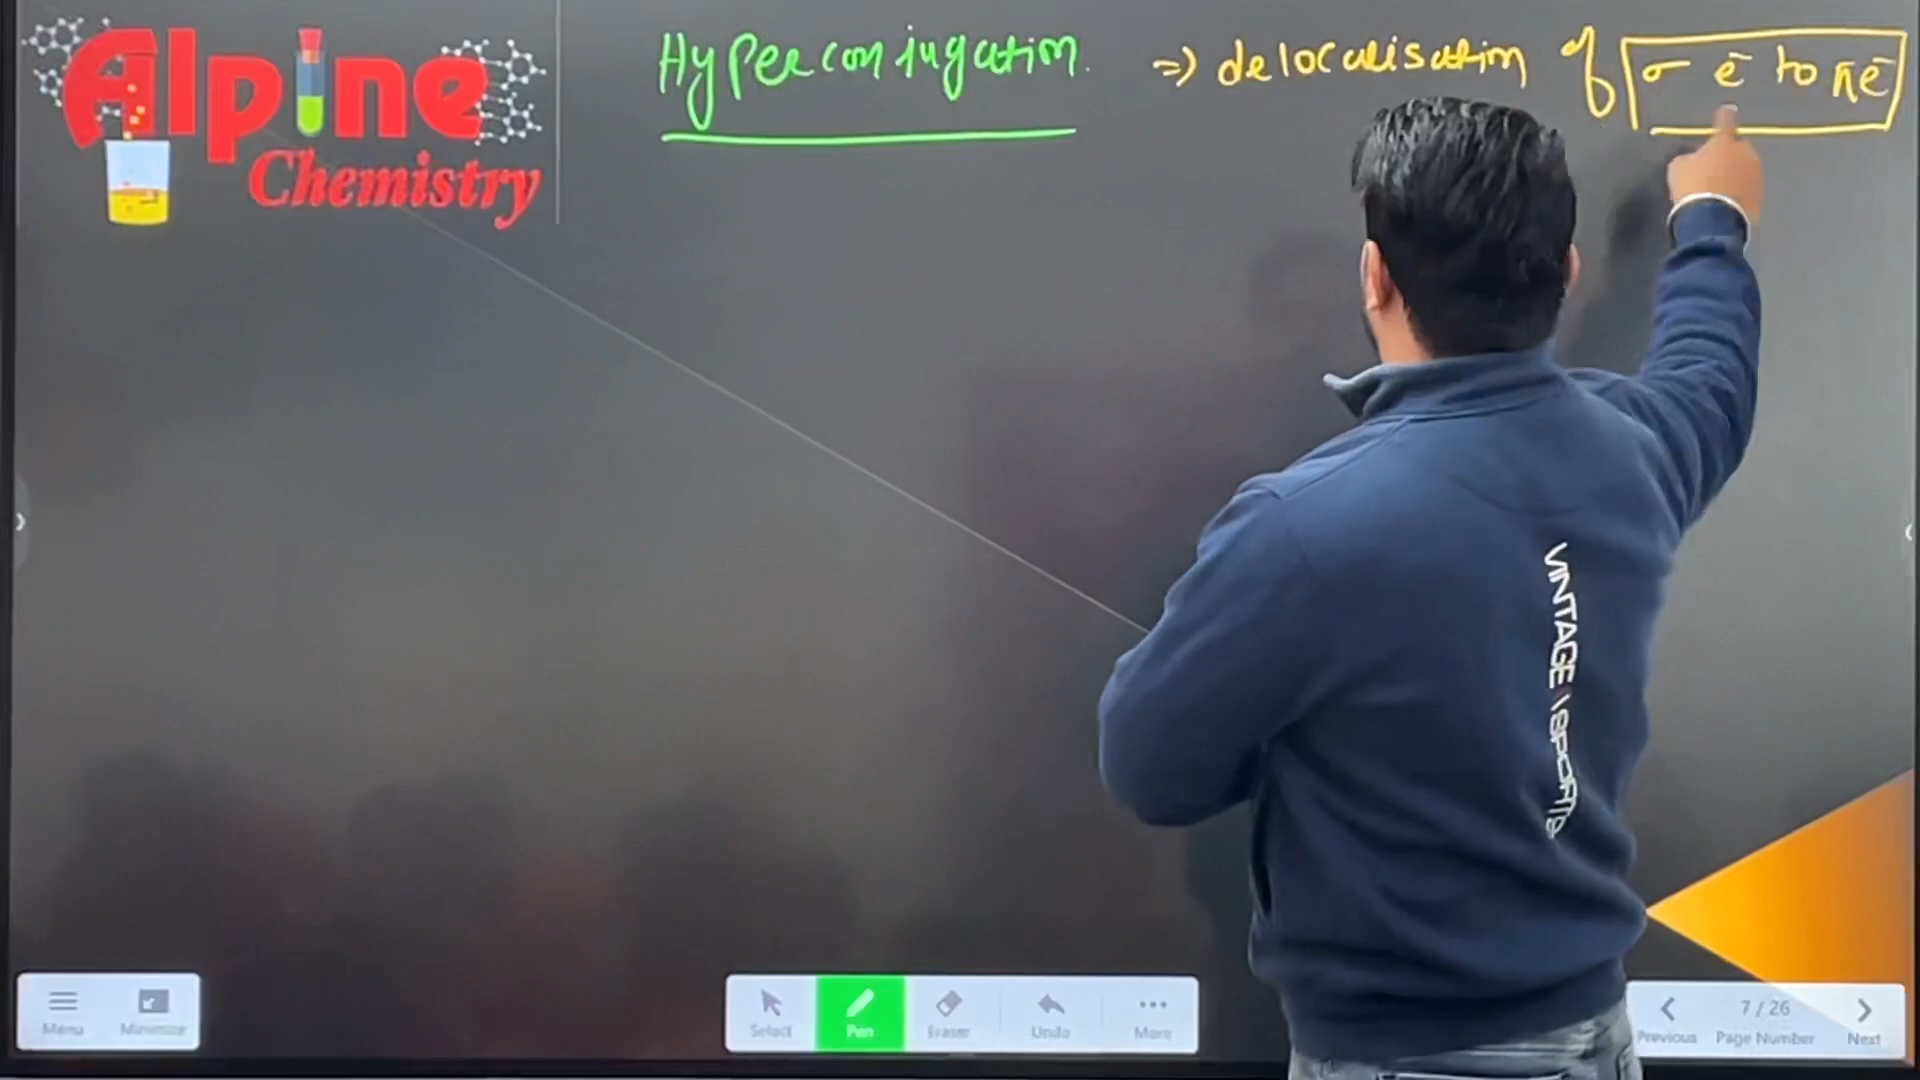 Alpine
Chemistry
Hyperconjugation. => delocalisation of σ e- to π e-
VINTAGE SPORTS
Menu
Minimize
Select
Pen
Eraser
Undo
More
Previous
7 / 26
Page Number
Next